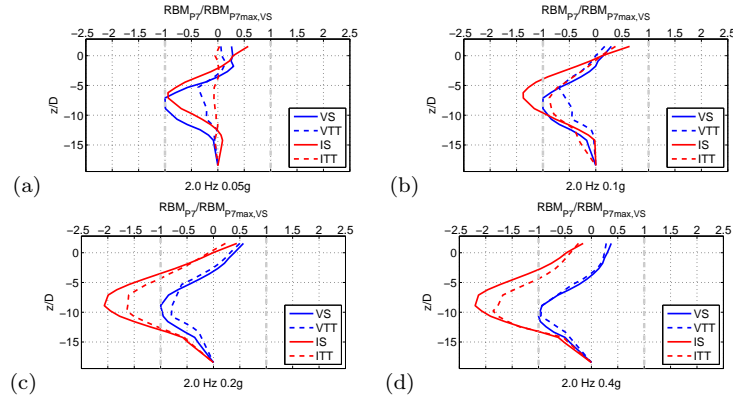 RBM_P7/RBM_P7max,VS
−2.5 −2 −1.5 −1 −0.5 0 0.5 1 1.5 2 2.5
0
−5
−10
−15
z/D
VS
VTT
IS
ITT
(a)
2.0 Hz 0.05g
RBM_P7/RBM_P7max,VS
−2.5 −2 −1.5 −1 −0.5 0 0.5 1 1.5 2 2.5
0
−5
−10
−15
z/D
VS
VTT
IS
ITT
(b)
2.0 Hz 0.1g
RBM_P7/RBM_P7max,VS
−2.5 −2 −1.5 −1 −0.5 0 0.5 1 1.5 2 2.5
0
−5
−10
−15
z/D
VS
VTT
IS
ITT
(c)
2.0 Hz 0.2g
RBM_P7/RBM_P7max,VS
−2.5 −2 −1.5 −1 −0.5 0 0.5 1 1.5 2 2.5
0
−5
−10
−15
z/D
VS
VTT
IS
ITT
(d)
2.0 Hz 0.4g